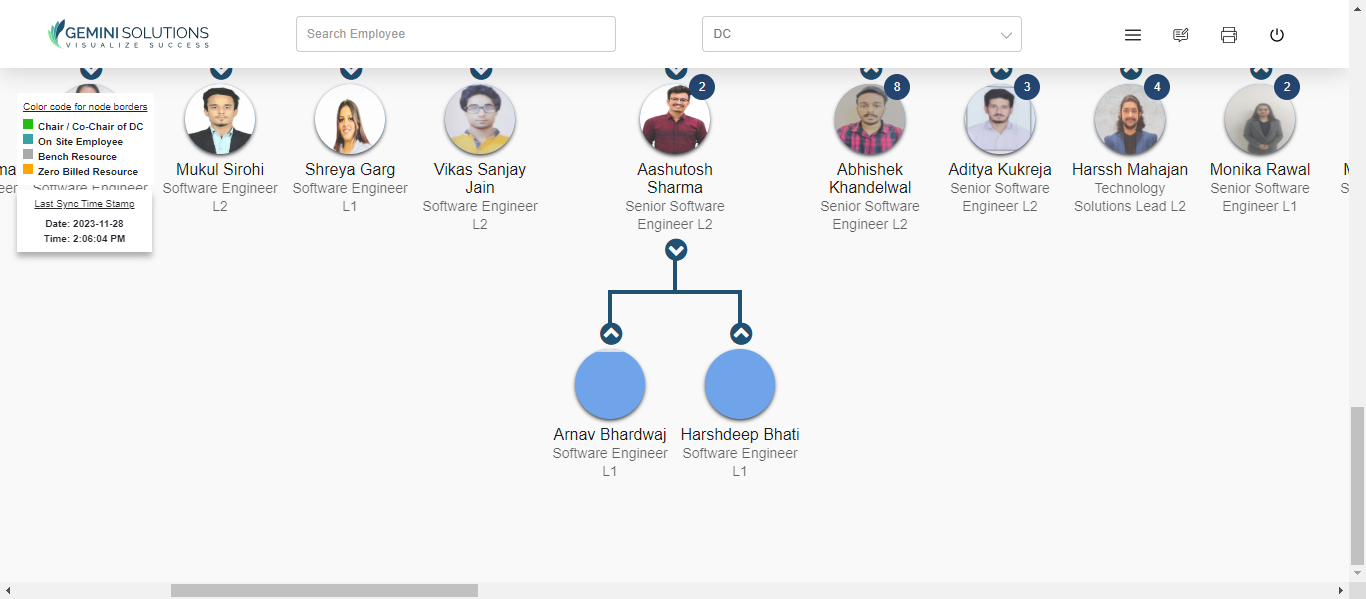 GEMINI SOLUTIONS
VISUALIZE SUCCESS
Search Employee
DC
2
8
3
4
2
Color code for node borders
Chair / Co-Chair of DC
On Site Employee
Bench Resource
Zero Billed Resource
Last Sync Time Stamp
Date: 2023-11-28
Time: 2:06:04 PM
Software Engineer
Mukul Sirohi
Software Engineer
L2
Shreya Garg
Software Engineer
L1
Vikas Sanjay
Jain
Software Engineer
L2
Aashutosh
Sharma
Senior Software
Engineer L2
Abhishek
Khandelwal
Senior Software
Engineer L2
Aditya Kukreja
Senior Software
Engineer L2
Harssh Mahajan
Technology
Solutions Lead L2
Monika Rawal
Senior Software
Engineer L1
Arnav Bhardwaj
Software Engineer
L1
Harshdeep Bhati
Software Engineer
L1